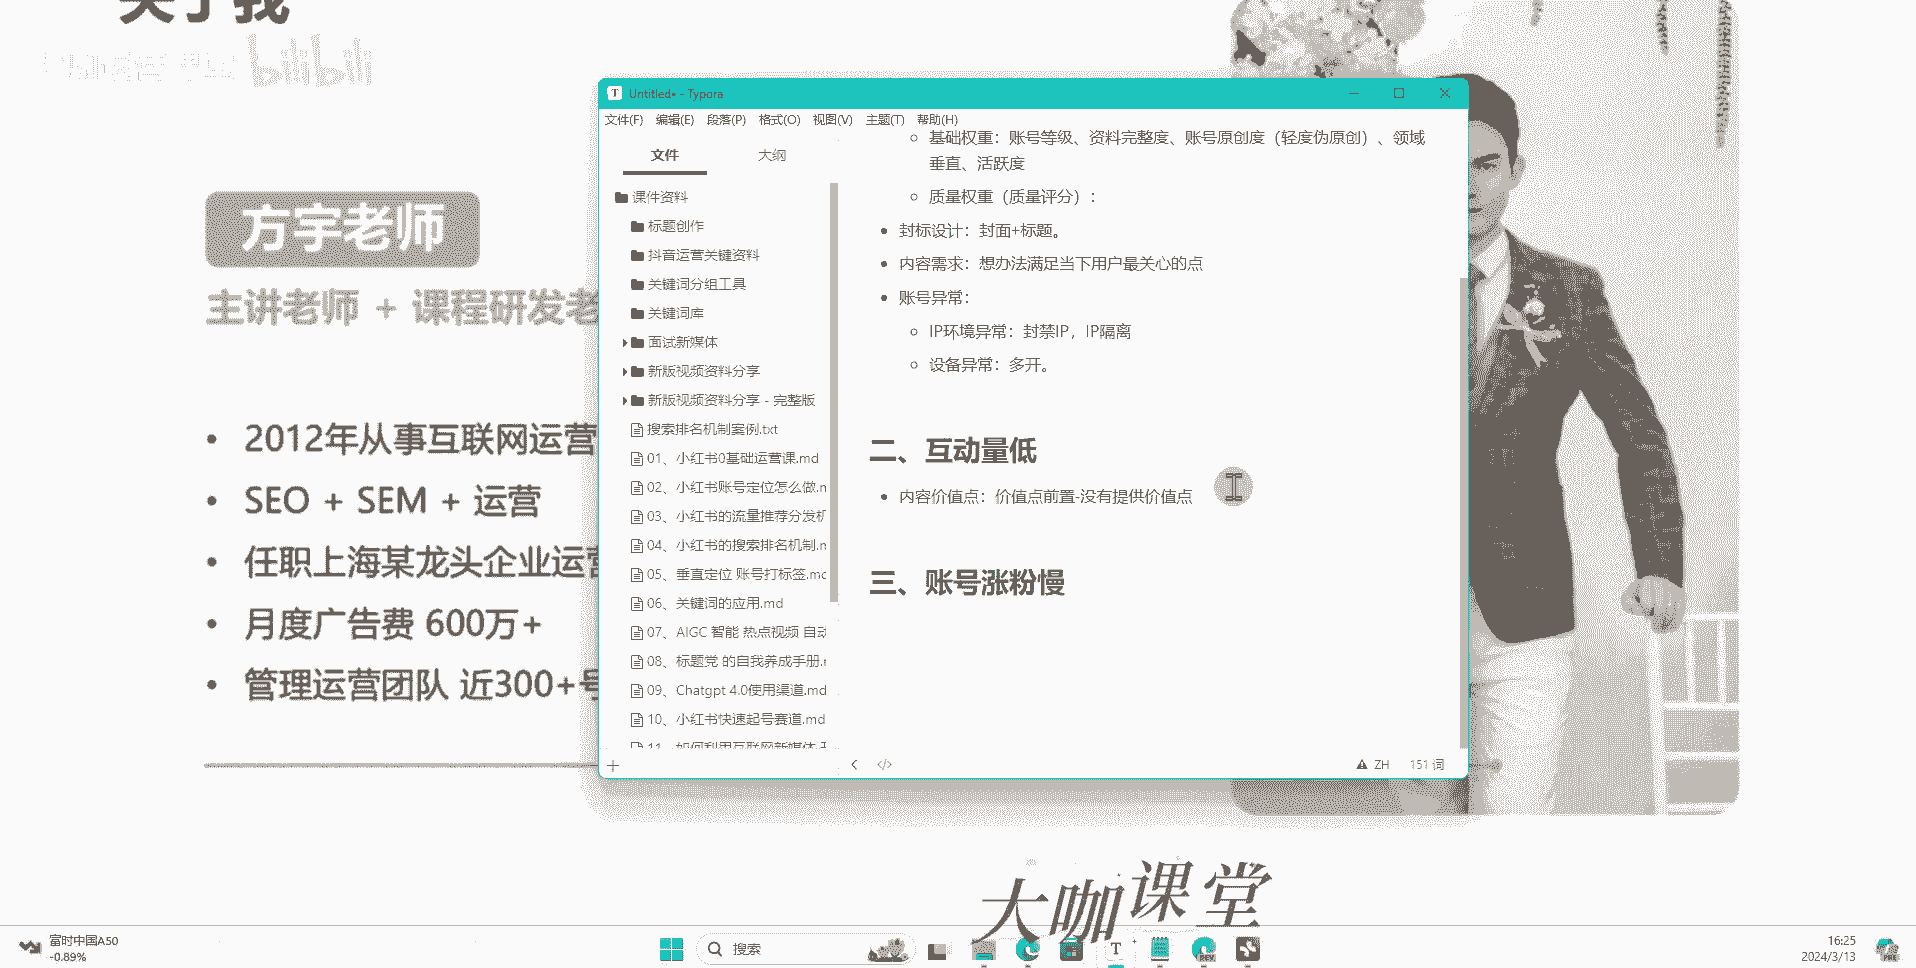 关于我
bilibili
方宇老师
主讲老师 + 课程研发老
2012年从事互联网运营
SEO + SEM + 运营
任职上海某龙头企业运营
月度广告费 600万+
管理运营团队 近300+号
Untitled• - Typora
文件(F) 编辑(E) 段落(P) 格式(O) 视图(V) 主题(T) 帮助(H)
文件 大纲
课件资料
标题创作
抖音运营关键资料
关键词分组工具
关键词库
面试新媒体
新版视频资料分享
新版视频资料分享 - 完整版
搜索排名机制案例.txt
01、小红书0基础运营课.md
02、小红书账号定位怎么做.m
03、小红书的流量推荐分发机
04、小红书的搜索排名机制.m
05、垂直定位 账号打标签.md
06、关键词的应用.md
07、AIGC 智能 热点视频 自动
08、标题党 的自我养成手册.m
09、Chatgpt 4.0使用渠道.md
10、小红书快速起号赛道.md
11、如何利用互联网新媒体
基础权重：账号等级、资料完整度、账号原创度（轻度伪原创）、领域
垂直、活跃度
质量权重（质量评分）：
封标设计：封面+标题。
内容需求：想办法满足当下用户最关心的点
账号异常：
IP环境异常：封禁IP，IP隔离
设备异常：多开。
二、互动量低
内容价值点：价值点前置-没有提供价值点
三、账号涨粉慢
ZH 151 词
大咖课堂
富时中国A50
-0.89%
搜索
16:25
2024/3/13